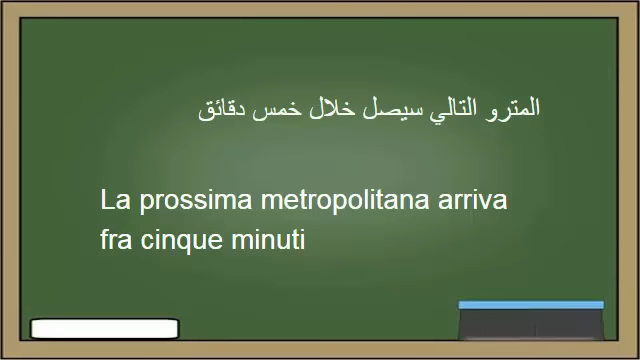 المترو التالي سيصل خلال خمس دقائق
La prossima metropolitana arriva
fra cinque minuti